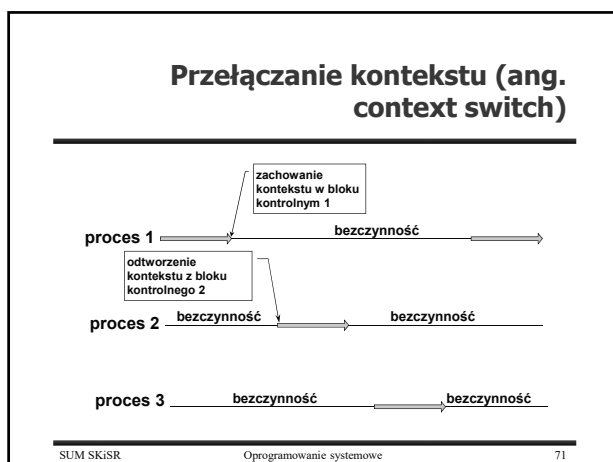 Przełączanie kontekstu (ang.
context switch)
zachowanie
kontekstu w bloku
kontrolnym 1
proces 1
bezczynność
odtworzenie
kontekstu z bloku
kontrolnego 2
proces 2
bezczynność
bezczynność
proces 3
bezczynność
bezczynność
SUM SKiSR
Oprogramowanie systemowe
71